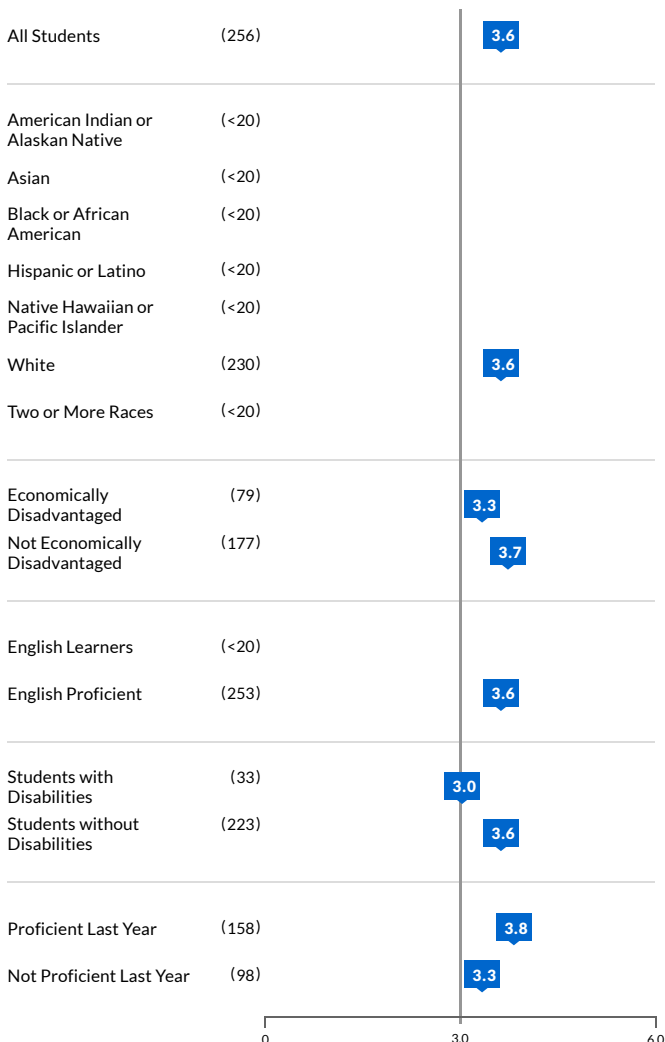 All Students (256) 3.6
American Indian or (<20)
Alaskan Native
Asian (<20)
Black or African (<20)
American
Hispanic or Latino (<20)
Native Hawaiian or (<20)
Pacific Islander
White (230) 3.6
Two or More Races (<20)
Economically (79) 3.3
Disadvantaged
Not Economically (177) 3.7
Disadvantaged
English Learners (<20)
English Proficient (253) 3.6
Students with (33) 3.0
Disabilities
Students without (223) 3.6
Disabilities
Proficient Last Year (158) 3.8
Not Proficient Last Year (98) 3.3
0 3.0 6.0